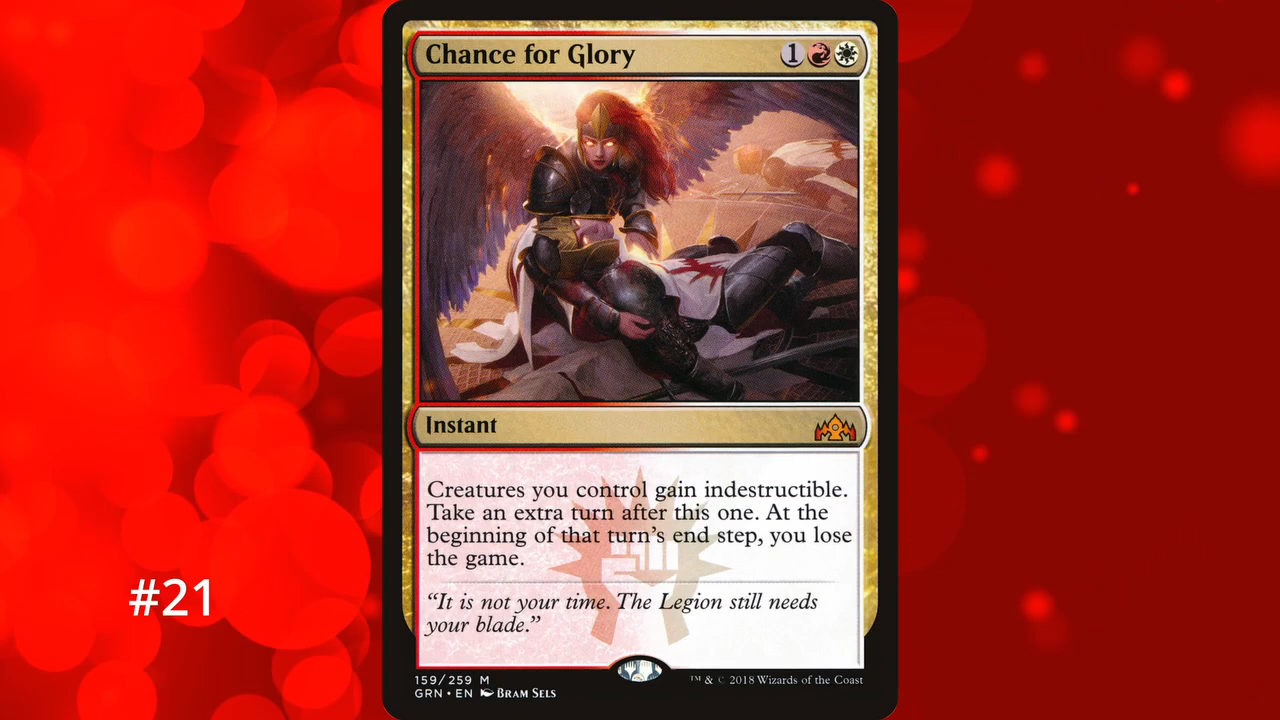 Chance for Glory 1
Instant
Creatures you control gain indestructible.
Take an extra turn after this one. At the
beginning of that turn's end step, you lose
the game.
“It is not your time. The Legion still needs
your blade.”
#21
159/259 M
GRN • EN Bram Sels
™ & © 2018 Wizards of the Coast